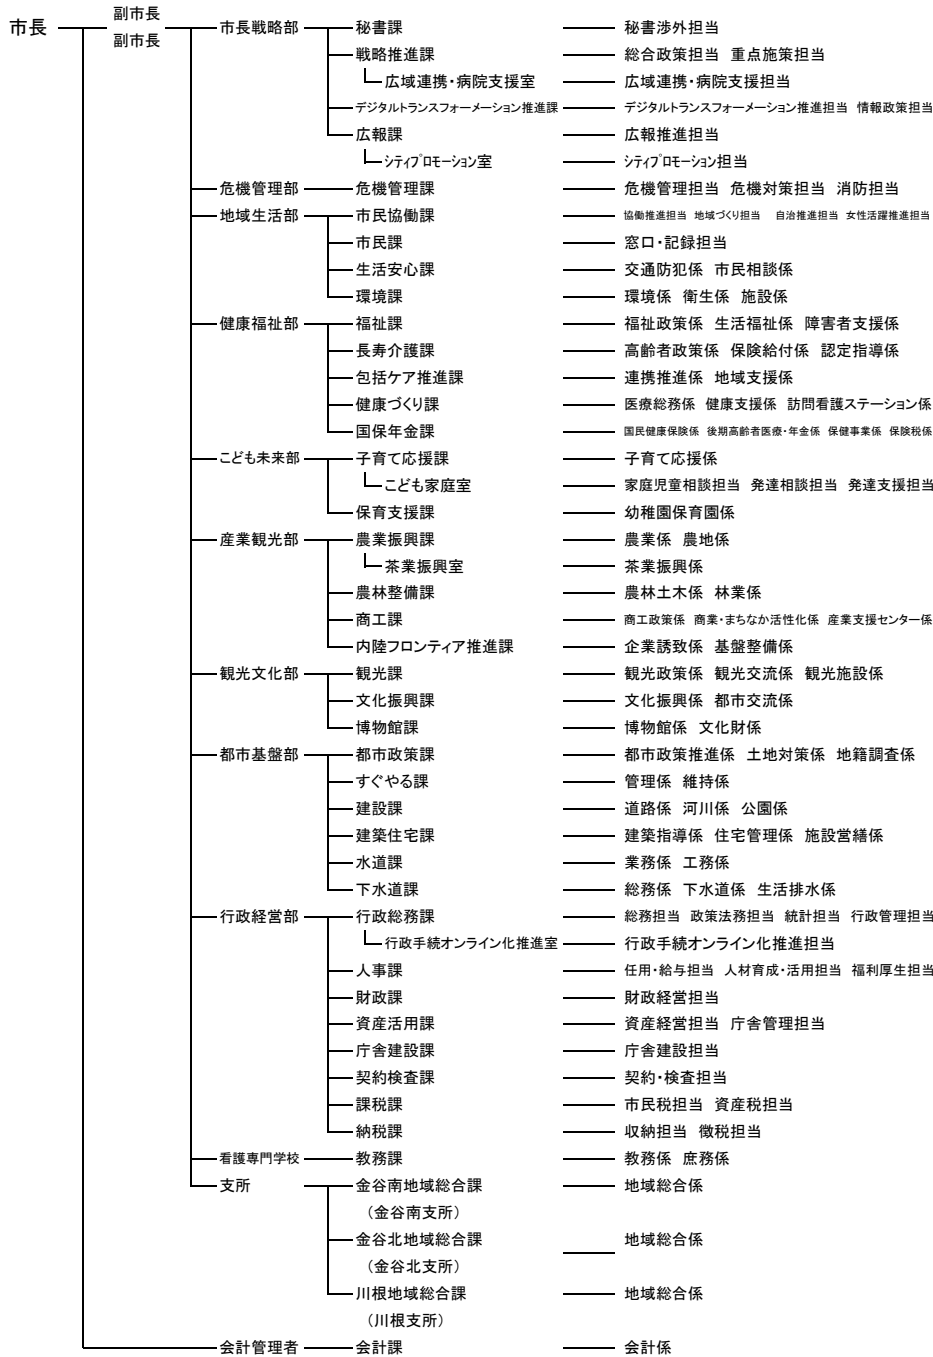 副市長
市長 市長戦略部 秘書課 秘書渉外担当
副市長
戦略推進課 総合政策担当 重点施策担当
広域連携・病院支援室 広域連携・病院支援担当
デジタルトランスフォーメーション推進課 デジタルトランスフォーメーション推進担当 情報政策担当
広報課 広報推進担当
シティプロモーション室 シティプロモーション担当
危機管理部 危機管理課 危機管理担当 危機対策担当 消防担当
地域生活部 市民協働課 協働推進担当 地域づくり担当 自治推進担当 女性活躍推進担当
市民課 窓口・記録担当
生活安心課 交通防犯係 市民相談係
環境課 環境係 衛生係 施設係
健康福祉部 福祉課 福祉政策係 生活福祉係 障害者支援係
長寿介護課 高齢者政策係 保険給付係 認定指導係
包括ケア推進課 連携推進係 地域支援係
健康づくり課 医療総務係 健康支援係 訪問看護ステーション係
国保年金課 国民健康保険係 後期高齢者医療・年金係 保健事業係 保険税係
こども未来部 子育て応援課 子育て応援係
こども家庭室 家庭児童相談担当 発達相談担当 発達支援担当
保育支援課 幼稚園保育園係
産業観光部 農業振興課 農業係 農地係
茶業振興室 茶業振興係
農林整備課 農林土木係 林業係
商工課 商工政策係 商業・まちなか活性化係 産業支援センター係
内陸フロンティア推進課 企業誘致係 基盤整備係
観光文化部 観光課 観光政策係 観光交流係 観光施設係
文化振興課 文化振興係 都市交流係
博物館課 博物館係 文化財係
都市基盤部 都市政策課 都市政策推進係 土地対策係 地籍調査係
すぐやる課 管理係 維持係
建設課 道路係 河川係 公園係
建築住宅課 建築指導係 住宅管理係 施設営繕係
水道課 業務係 工務係
下水道課 総務係 下水道係 生活排水係
行政経営部 行政総務課 総務担当 政策法務担当 統計担当 行政管理担当
行政手続オンライン化推進室 行政手続オンライン化推進担当
人事課 任用・給与担当 人材育成・活用担当 福利厚生担当
財政課 財政経営担当
資産活用課 資産経営担当 庁舎管理担当
庁舎建設課 庁舎建設担当
契約検査課 契約・検査担当
課税課 市民税担当 資産税担当
納税課 収納担当 徴税担当
看護専門学校 教務課 教務係 庶務係
支所 金谷南地域総合課 地域総合係
（金谷南支所）
金谷北地域総合課 地域総合係
（金谷北支所）
川根地域総合課 地域総合係
（川根支所）
会計管理者 会計課 会計係